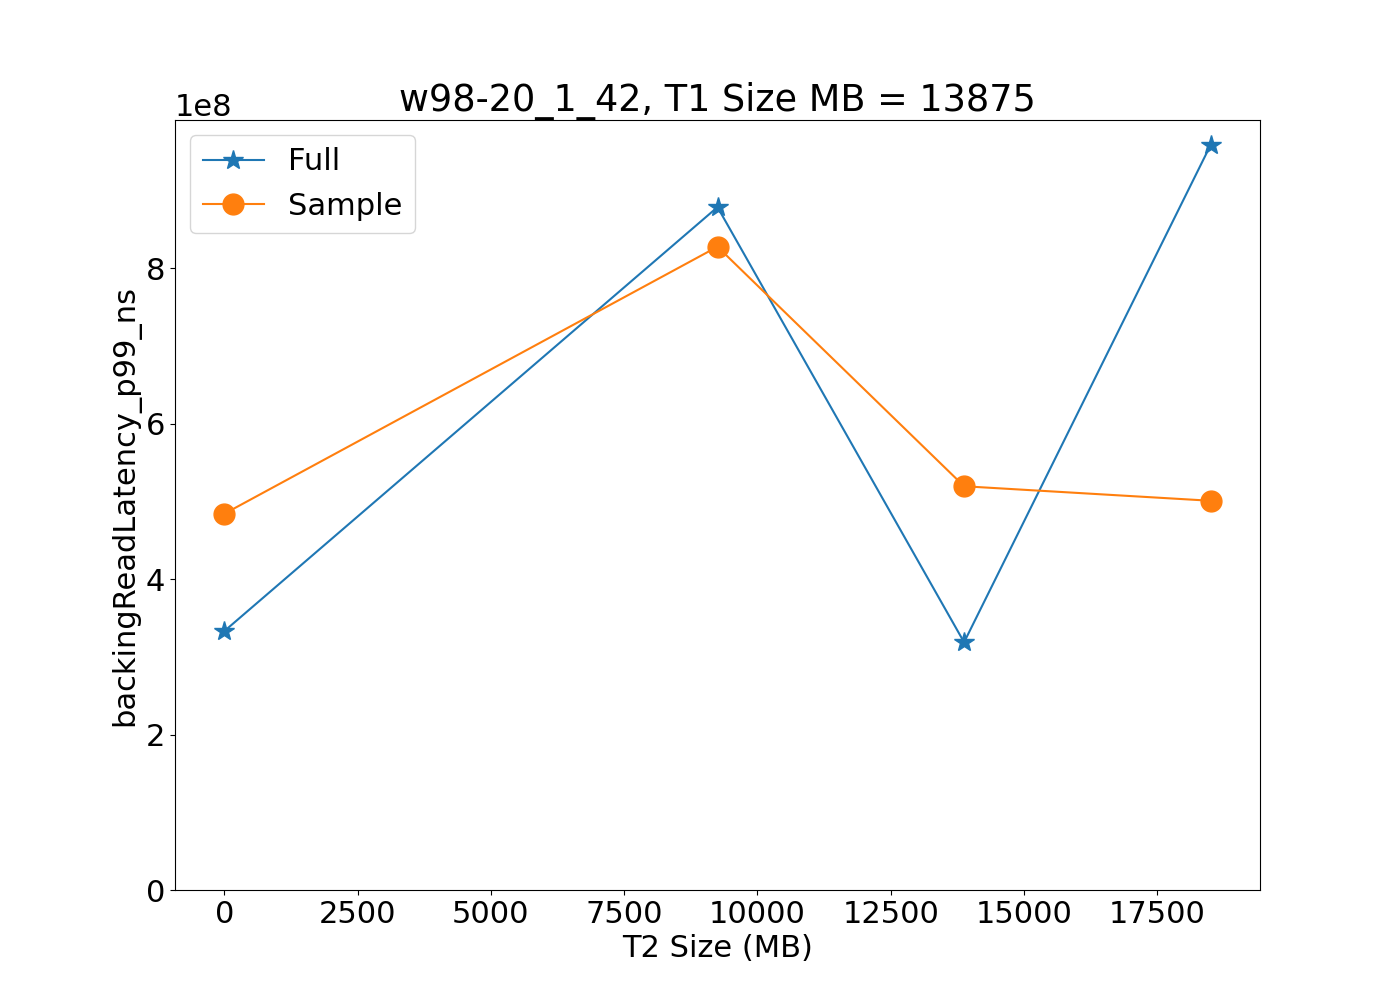 1e8
w98-20_1_42, T1 Size MB = 13875
Full
Sample
8
6
4
2
0
backingReadLatency_p99_ns
0 2500 5000 7500 10000 12500 15000 17500
T2 Size (MB)